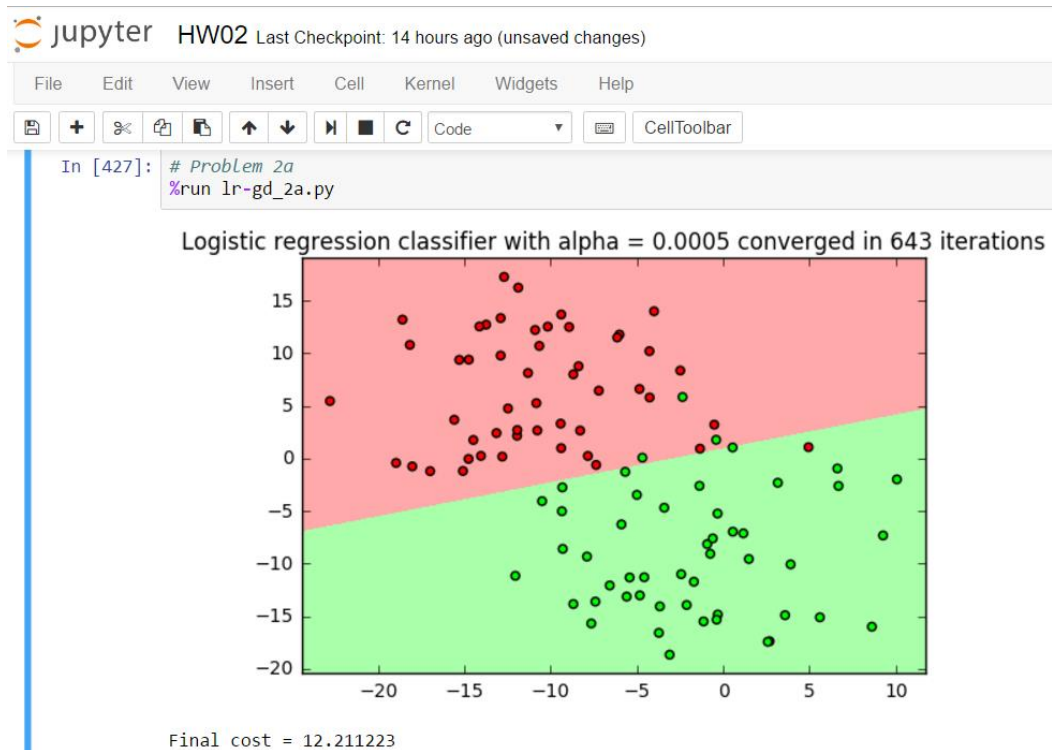 jupyter HW02 Last Checkpoint: 14 hours ago (unsaved changes)
File Edit View Insert Cell Kernel Widgets Help
Code CellToolbar
In [427]: # Problem 2a
%run lr-gd_2a.py
Logistic regression classifier with alpha = 0.0005 converged in 643 iterations
15
10
5
0
−5
−10
−15
−20
−20 −15 −10 −5 0 5 10
Final cost = 12.211223